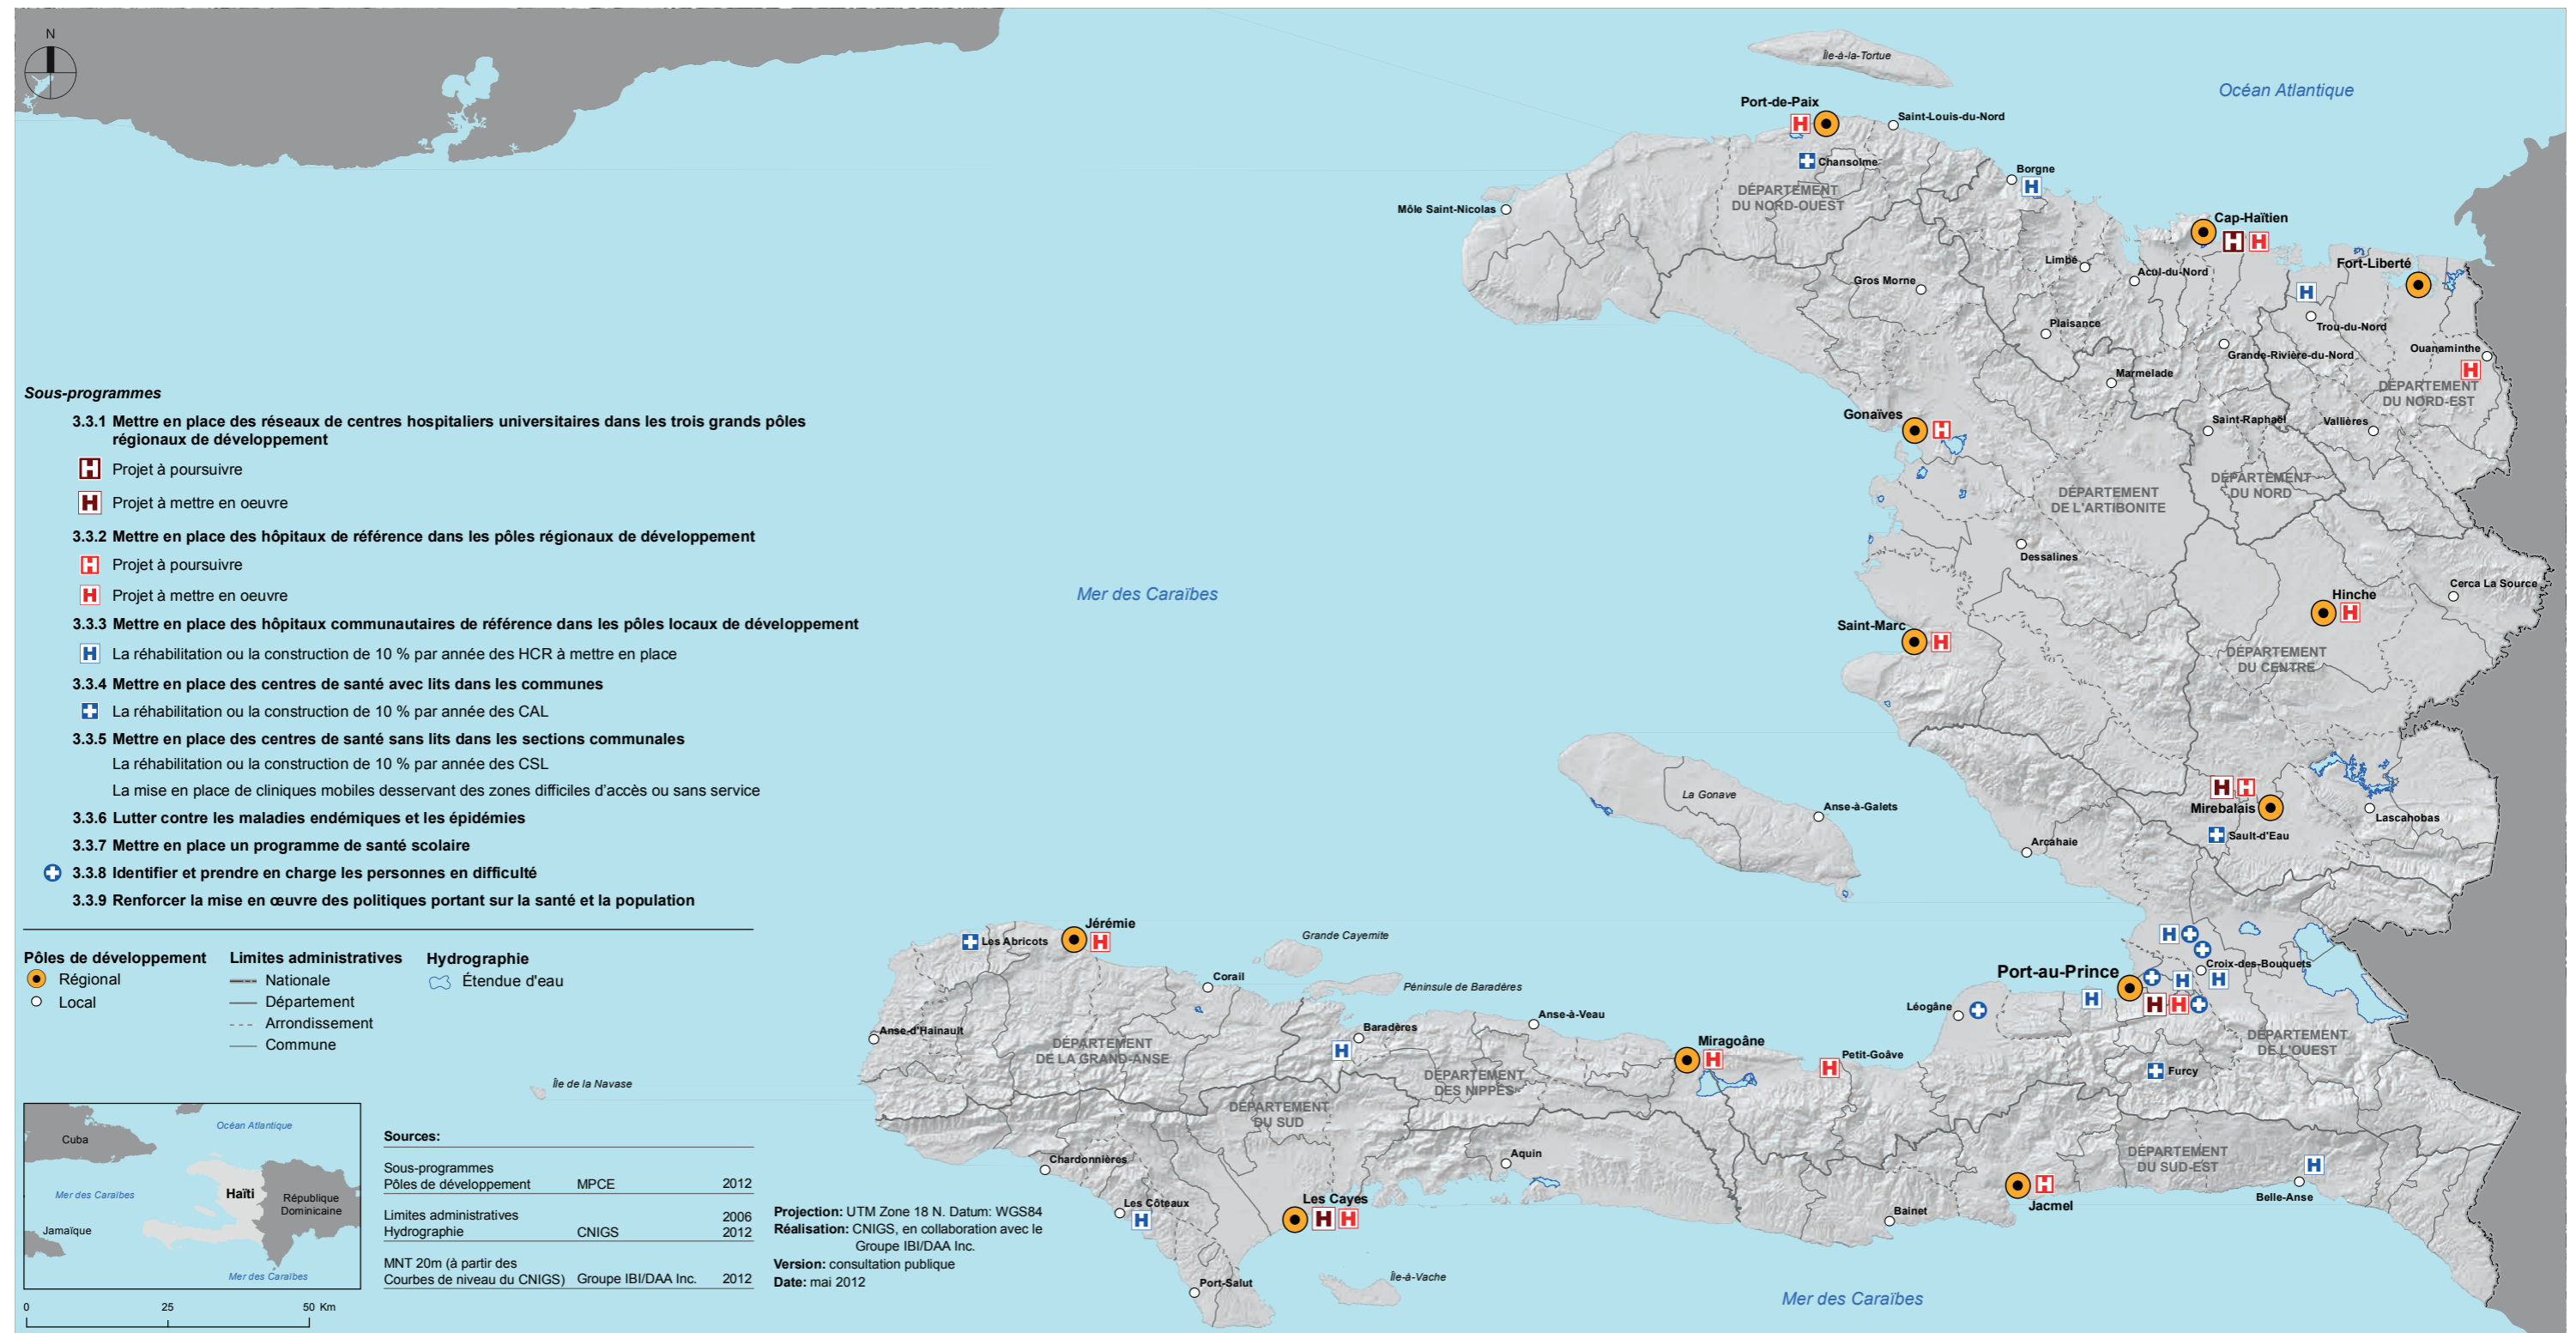 N
Île-à-la-Tortue
Océan Atlantique
Port-de-Paix
Saint-Louis-du-Nord
Chansolme
DÉPARTEMENT
DU NORD-OUEST
Borgne
Môle Saint-Nicolas
Cap-Haïtien
Limbé
Acul-du-Nord
Fort-Liberté
Gros Morne
Plaisance
Trou-du-Nord
Grande-Rivière-du-Nord
Ouanaminthe
Marmelade
DÉPARTEMENT
DU NORD-EST
Gonaïves
Saint-Raphaël
Vallières
DÉPARTEMENT
DU NORD
DÉPARTEMENT
DE L'ARTIBONITE
Dessalines
Cerca La Source
Hinche
Mer des Caraïbes
Saint-Marc
DÉPARTEMENT
DU CENTRE
La Gonave
Anse-à-Galets
Mirebalais
Lascahobas
Sault-d'Eau
Arcahaie
Sous-programmes
3.3.1 Mettre en place des réseaux de centres hospitaliers universitaires dans les trois grands pôles
régionaux de développement
H Projet à poursuivre
H Projet à mettre en oeuvre
3.3.2 Mettre en place des hôpitaux de référence dans les pôles régionaux de développement
H Projet à poursuivre
H Projet à mettre en oeuvre
3.3.3 Mettre en place des hôpitaux communautaires de référence dans les pôles locaux de développement
H La réhabilitation ou la construction de 10 % par année des HCR à mettre en place
3.3.4 Mettre en place des centres de santé avec lits dans les communes
La réhabilitation ou la construction de 10 % par année des CAL
3.3.5 Mettre en place des centres de santé sans lits dans les sections communales
La réhabilitation ou la construction de 10 % par année des CSL
La mise en place de cliniques mobiles desservant des zones difficiles d'accès ou sans service
3.3.6 Lutter contre les maladies endémiques et les épidémies
3.3.7 Mettre en place un programme de santé scolaire
3.3.8 Identifier et prendre en charge les personnes en difficulté
3.3.9 Renforcer la mise en œuvre des politiques portant sur la santé et la population
Pôles de développement
Régional
Local
Limites administratives
Nationale
Département
Arrondissement
Commune
Hydrographie
Étendue d'eau
Les Abricots
Jérémie
Grande Cayemite
Corail
Péninsule de Baradères
Anse-d'Hainault
DÉPARTEMENT
DE LA GRAND-ANSE
Baradères
Anse-à-Veau
Miragoâne
Petit-Goâve
Léogâne
Port-au-Prince
Croix-des-Bouquets
DÉPARTEMENT
DE L'OUEST
Furcy
DÉPARTEMENT
DES NIPPES
DÉPARTEMENT
DU SUD
Île de la Navase
Chardonnières
Aquin
DÉPARTEMENT
DU SUD-EST
Les Côteaux
Les Cayes
Bainet
Jacmel
Belle-Anse
Port-Salut
Île-à-Vache
Mer des Caraïbes
Cuba
Océan Atlantique
Mer des Caraïbes
Haïti
République
Dominicaine
Jamaïque
Mer des Caraïbes
0 25 50 Km
Sources:
Sous-programmes
Pôles de développement MPCE 2012
Limites administratives 2006
Hydrographie CNIGS 2012
MNT 20m (à partir des
Courbes de niveau du CNIGS) Groupe IBI/DAA Inc. 2012
Projection: UTM Zone 18 N. Datum: WGS84
Réalisation: CNIGS, en collaboration avec le
Groupe IBI/DAA Inc.
Version: consultation publique
Date: mai 2012